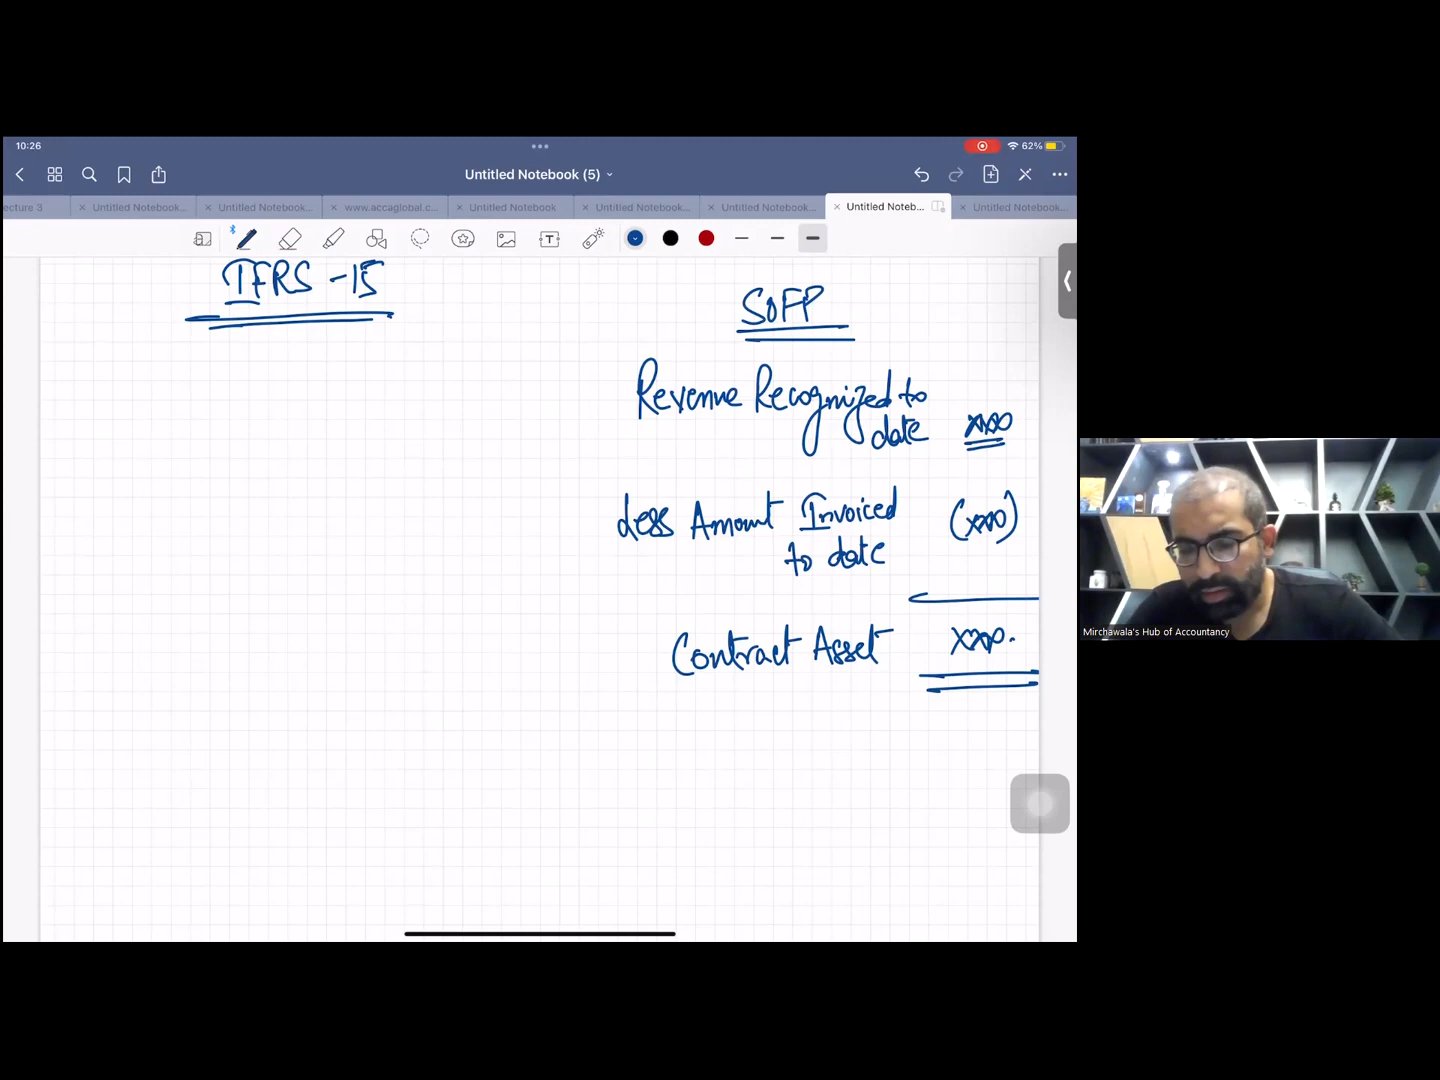 10:26
62%
Untitled Notebook (5)
ecture 3
Untitled Notebook...
Untitled Notebook...
www.accaglobal.c...
Untitled Notebook
Untitled Notebook...
Untitled Notebook...
Untitled Noteb...
Untitled Notebook...
T
IFRS -15
SOFP
Revenue Recognized to
date xxx
Less Amount Invoiced (xxx)
to date
Contract Asset xxx.
Mirchawala's Hub of Accountancy